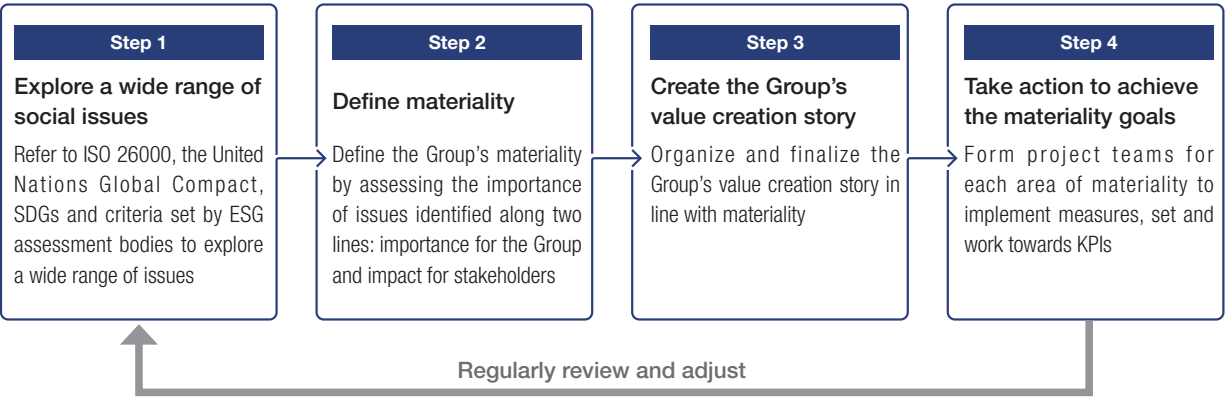 Step 1
Explore a wide range of
social issues
Refer to ISO 26000, the United
Nations Global Compact,
SDGs and criteria set by ESG
assessment bodies to explore
a wide range of issues
Step 2
Define materiality
Define the Group's materiality
by assessing the importance
of issues identified along two
lines: importance for the Group
and impact for stakeholders
Step 3
Create the Group's
value creation story
Organize and finalize the
Group's value creation story in
line with materiality
Step 4
Take action to achieve
the materiality goals
Form project teams for
each area of materiality to
implement measures, set and
work towards KPIs
Regularly review and adjust